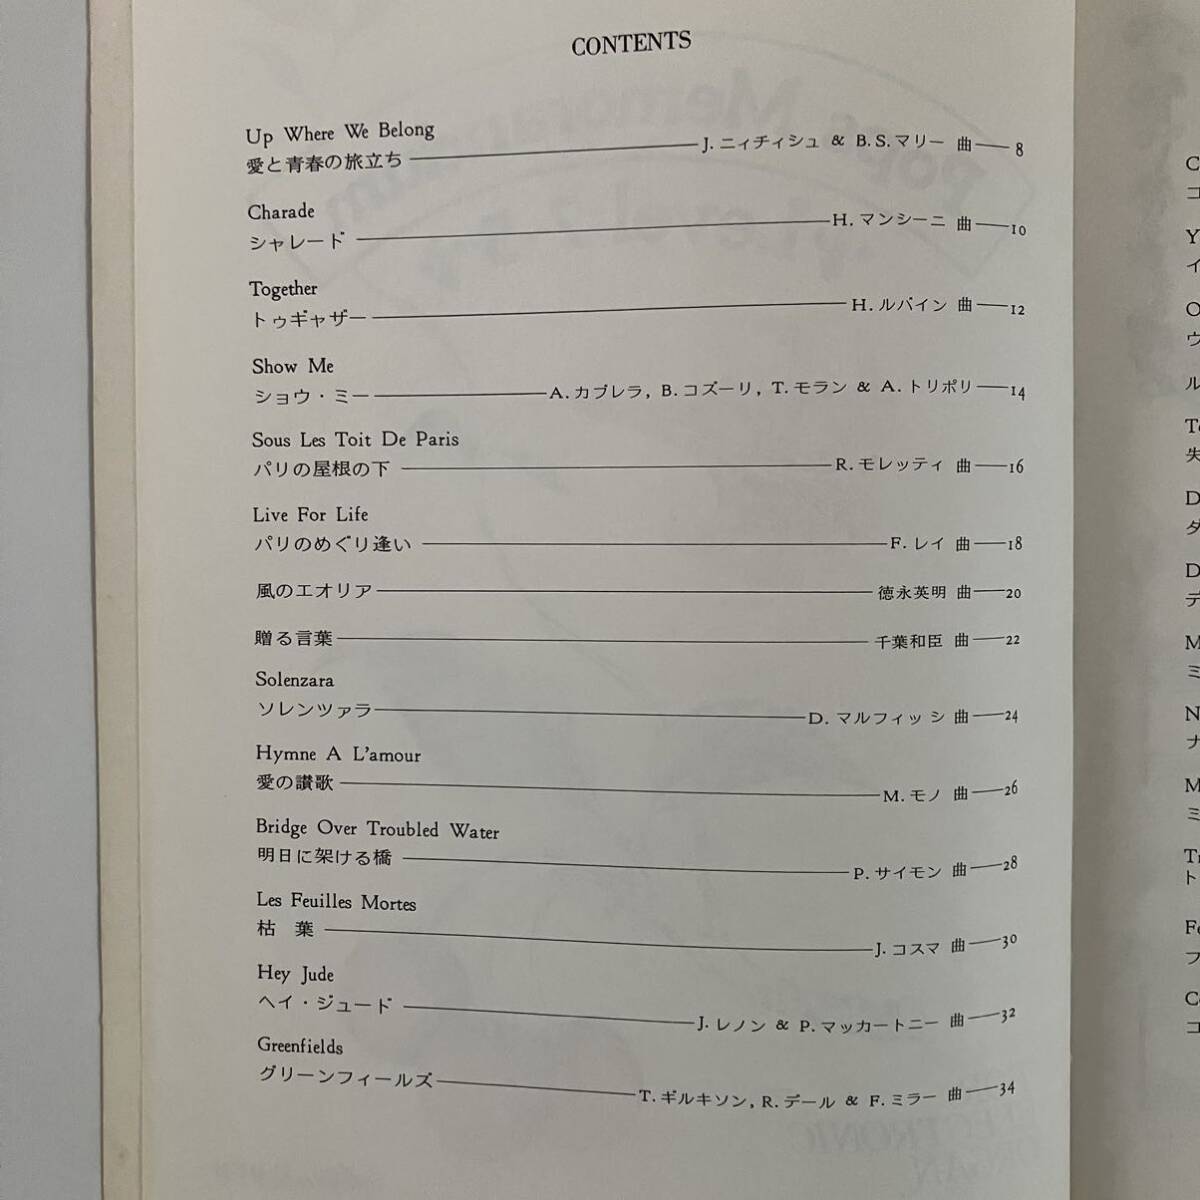 CONTENTS
Up Where We Belong
愛と青春の旅立ち J. ニィチィシュ & B.S.マリー 曲 8
Charade
シャレード H. マンシーニ 曲 10
Together
トゥギャザー H. ルバイン 曲 12
Show Me
ショウ・ミー A. カブレラ, B. コズーリ, T. モラン & A. トリポリ 14
Sous Les Toit De Paris
パリの屋根の下 R. モレッティ 曲 16
Live For Life
パリのめぐり逢い F. レイ 曲 18
風のエオリア 徳永英明 曲 20
贈る言葉 千葉和臣 曲 22
Solenzara
ソレンツァラ D. マルフィッシ 曲 24
Hymne A L'amour
愛の讃歌 M. モノ 曲 26
Bridge Over Troubled Water
明日に架ける橋 P. サイモン 曲 28
Les Feuilles Mortes
枯 葉 J. コスマ 曲 30
Hey Jude
ヘイ・ジュード J. レノン & P. マッカートニー 曲 32
Greenfields
グリーンフィールズ T. ギルキソン, R. デール & F. ミラー 曲 34